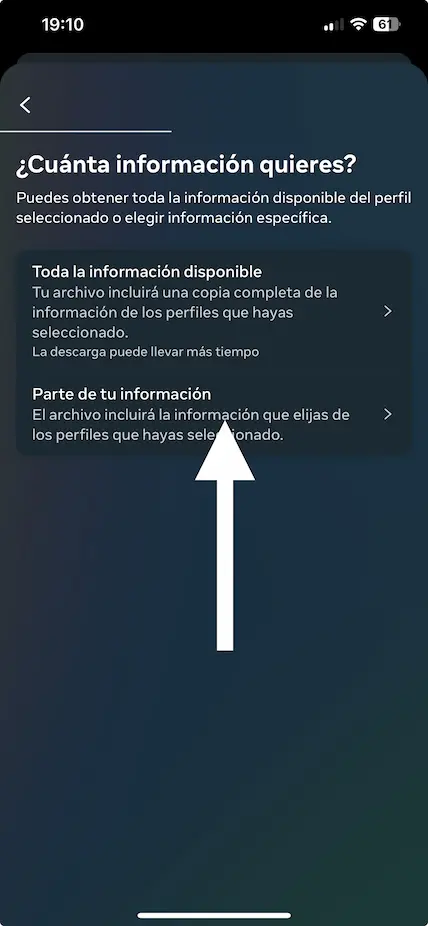 19:10
61
¿Cuánta información quieres?
Puedes obtener toda la información disponible del perfil
seleccionado o elegir información específica.
Toda la información disponible
Tu archivo incluirá una copia completa de la
información de los perfiles que hayas
seleccionado.
La descarga puede llevar más tiempo
Parte de tu información
El archivo incluirá la información que elijas de
los perfiles que hayas seleccionado.